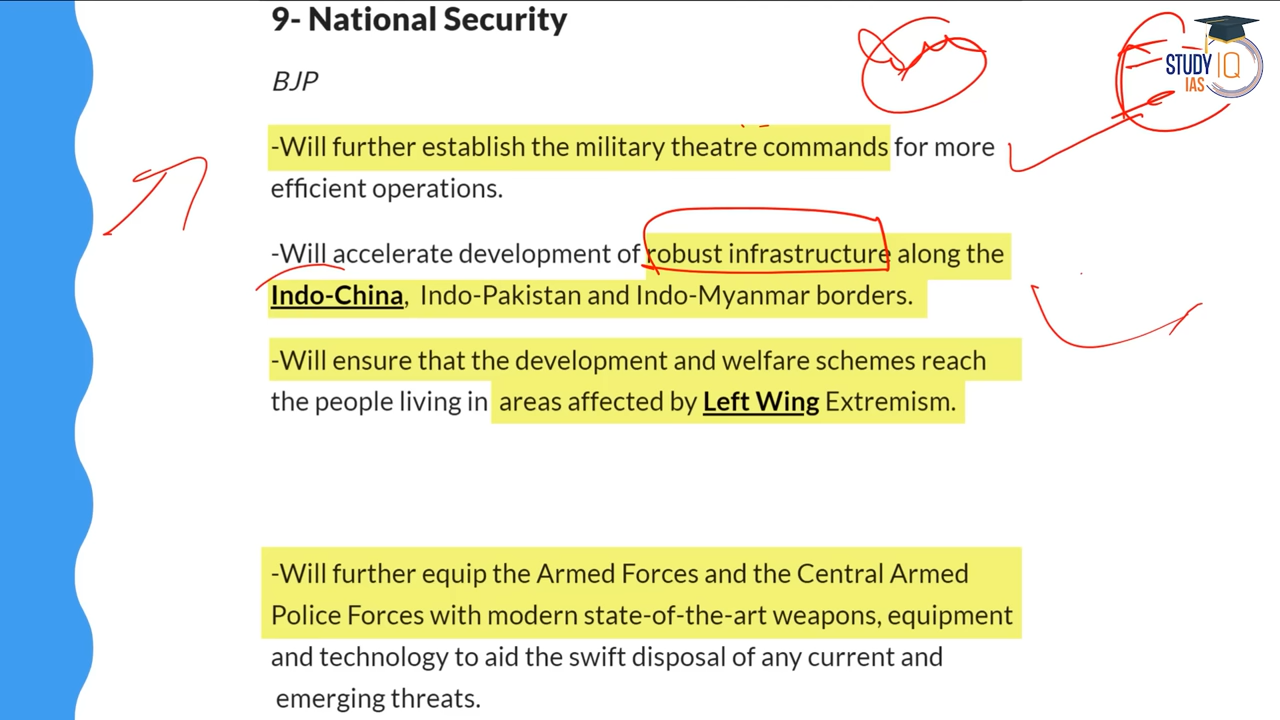 9- National Security
STUDY IQ
IAS
BJP
-Will further establish the military theatre commands for more
efficient operations.
-Will accelerate development of robust infrastructure along the
Indo-China, Indo-Pakistan and Indo-Myanmar borders.
-Will ensure that the development and welfare schemes reach
the people living in areas affected by Left Wing Extremism.
-Will further equip the Armed Forces and the Central Armed
Police Forces with modern state-of-the-art weapons, equipment
and technology to aid the swift disposal of any current and
emerging threats.